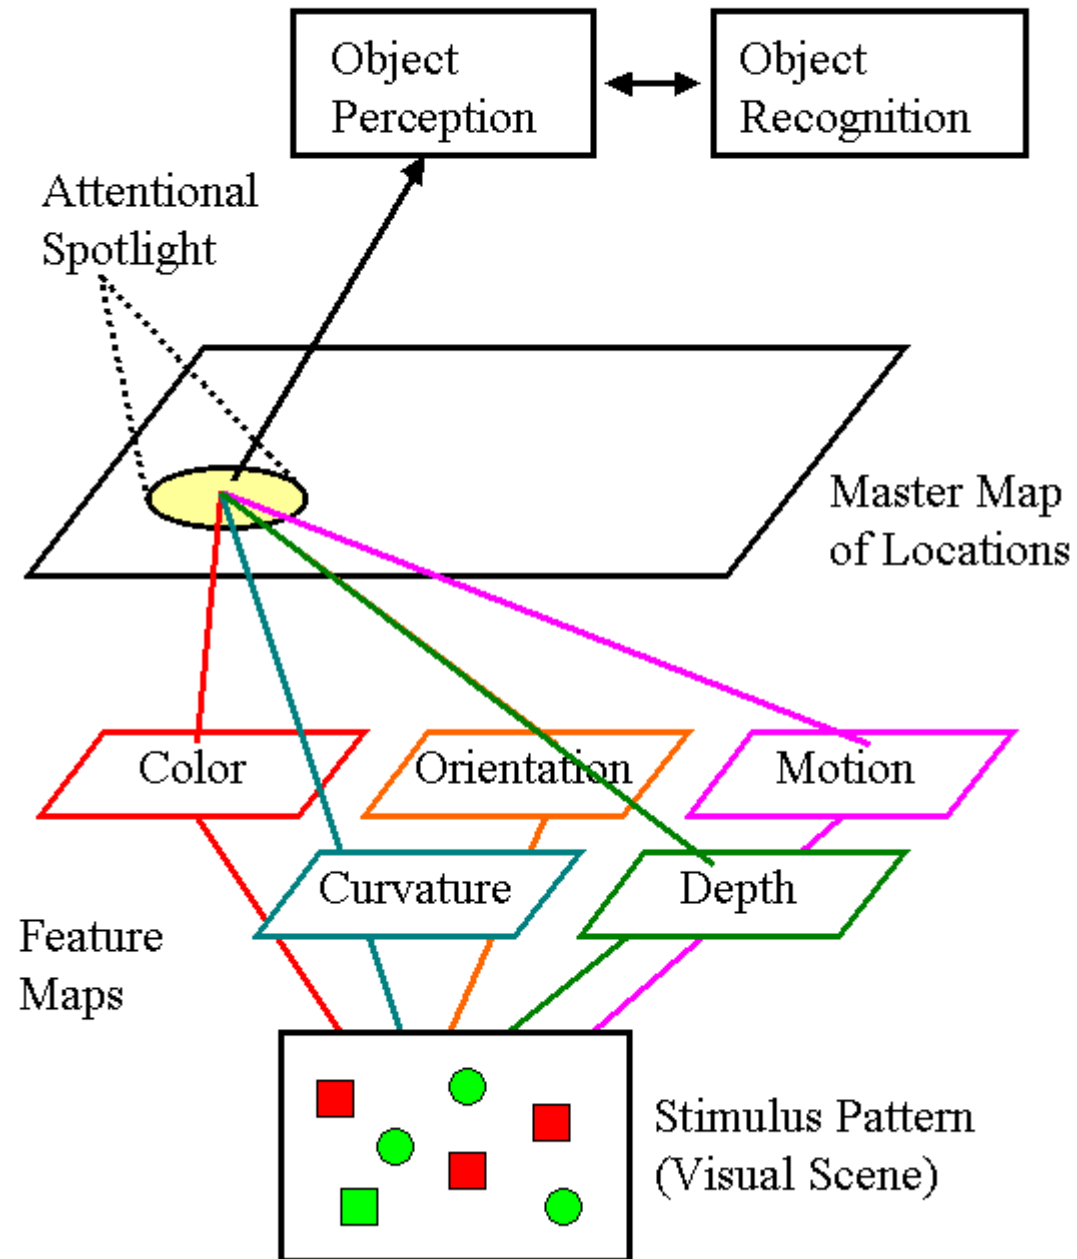 Object
Perception
Object
Recognition
Attentional
Spotlight
Master Map
of Locations
Color
Orientation
Motion
Curvature
Depth
Feature
Maps
Stimulus Pattern
(Visual Scene)